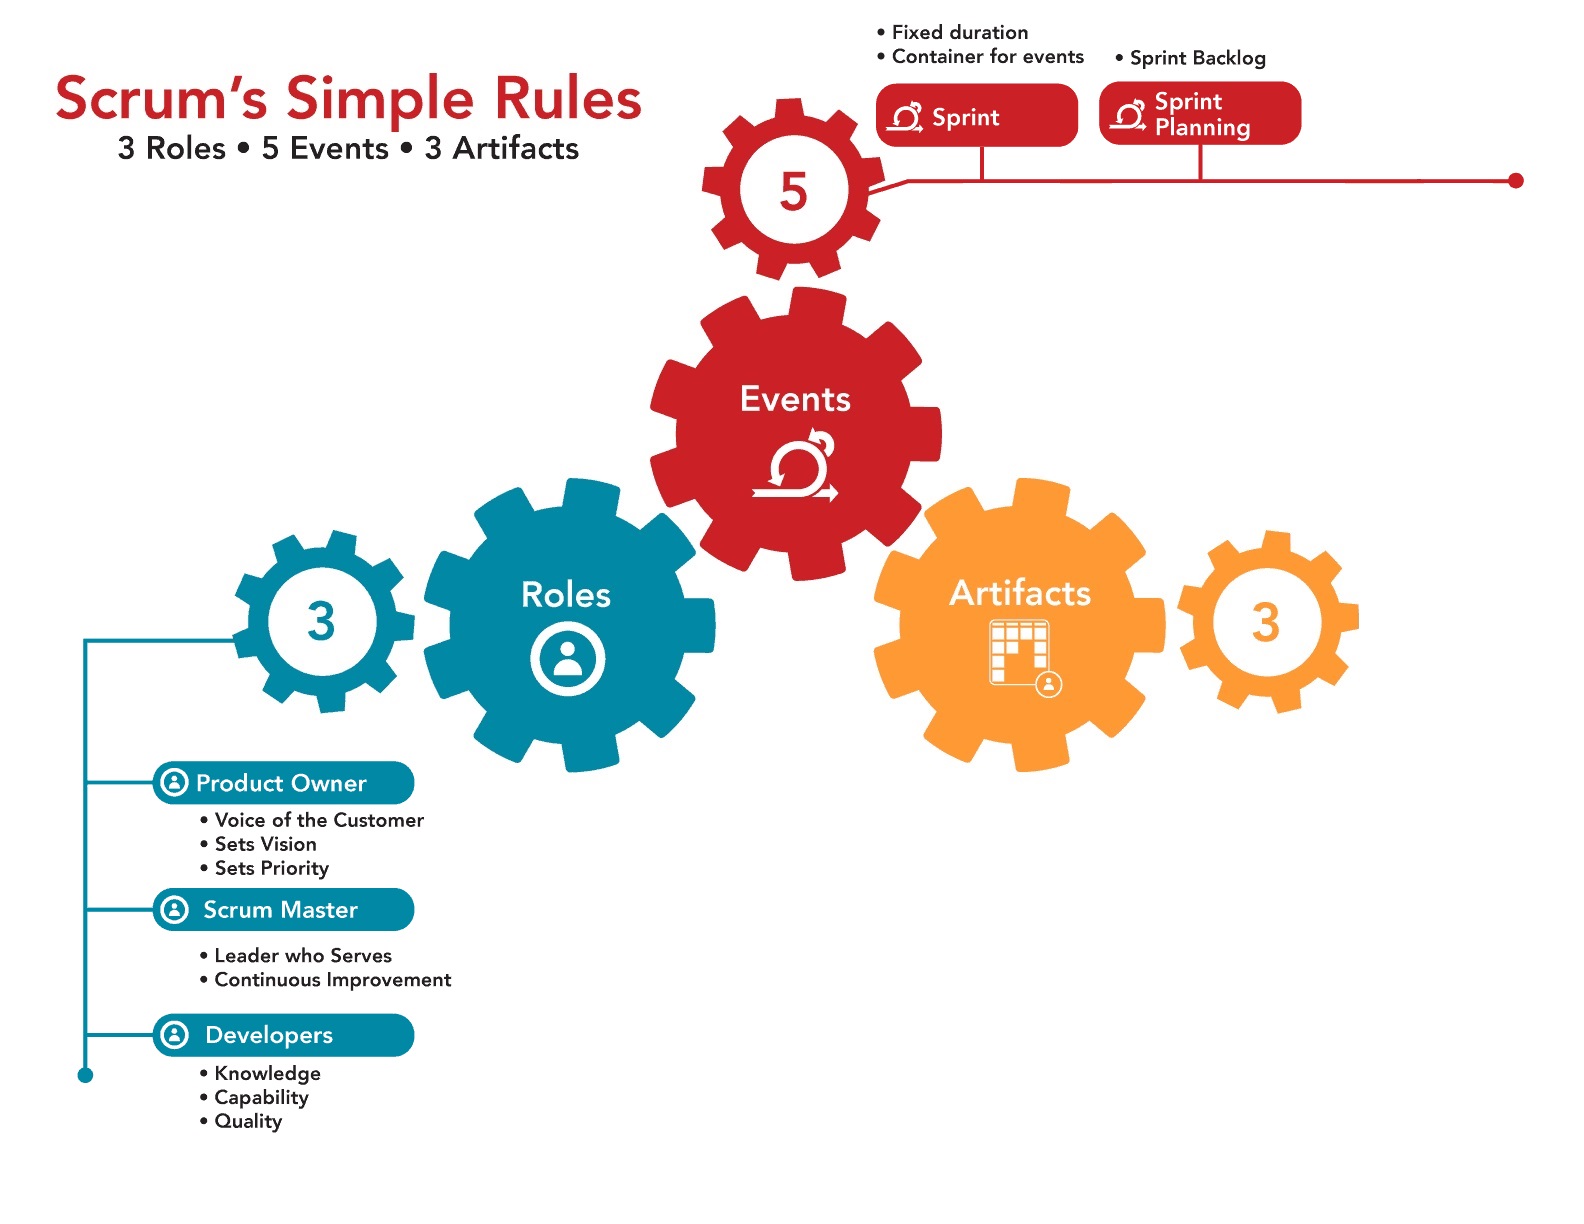 Scrum's Simple Rules
3 Roles • 5 Events • 3 Artifacts
• Fixed duration
• Container for events
Sprint
• Sprint Backlog
Sprint
Planning
5
Events
Roles
3
Artifacts
3
Product Owner
• Voice of the Customer
• Sets Vision
• Sets Priority
Scrum Master
• Leader who Serves
• Continuous Improvement
Developers
• Knowledge
• Capability
• Quality